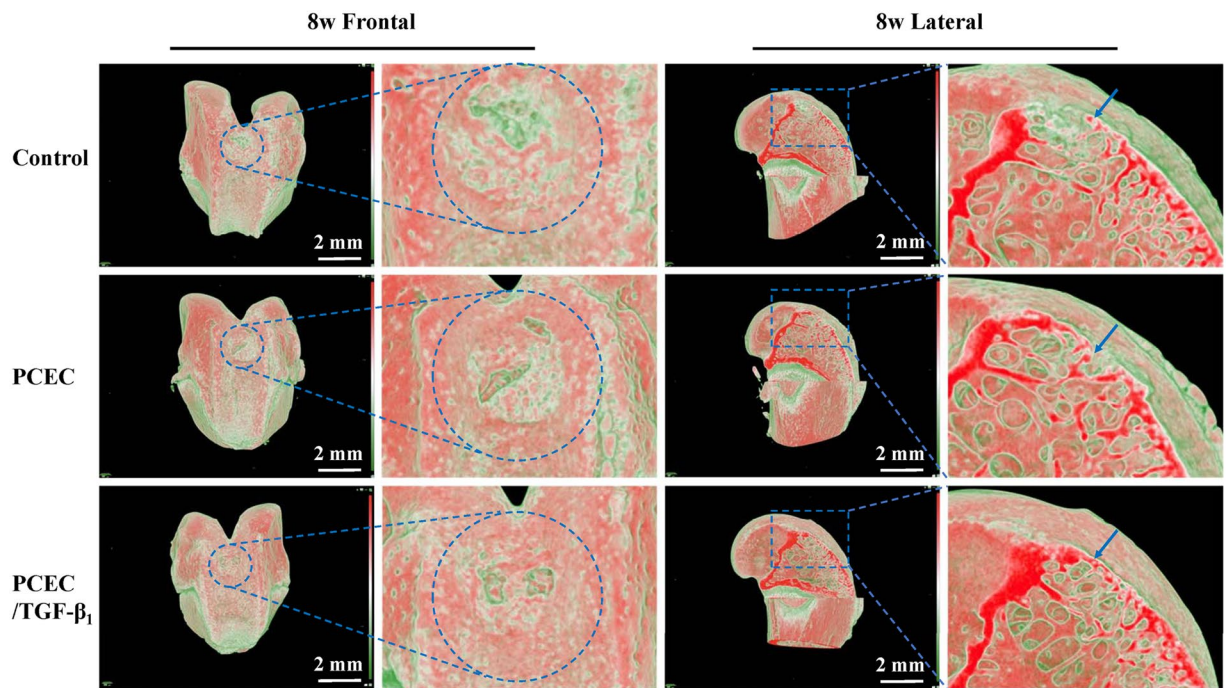 8w Frontal
8w Lateral
Control
2 mm
2 mm
PCEC
2 mm
2 mm
PCEC
/TGF-β₁
2 mm
2 mm